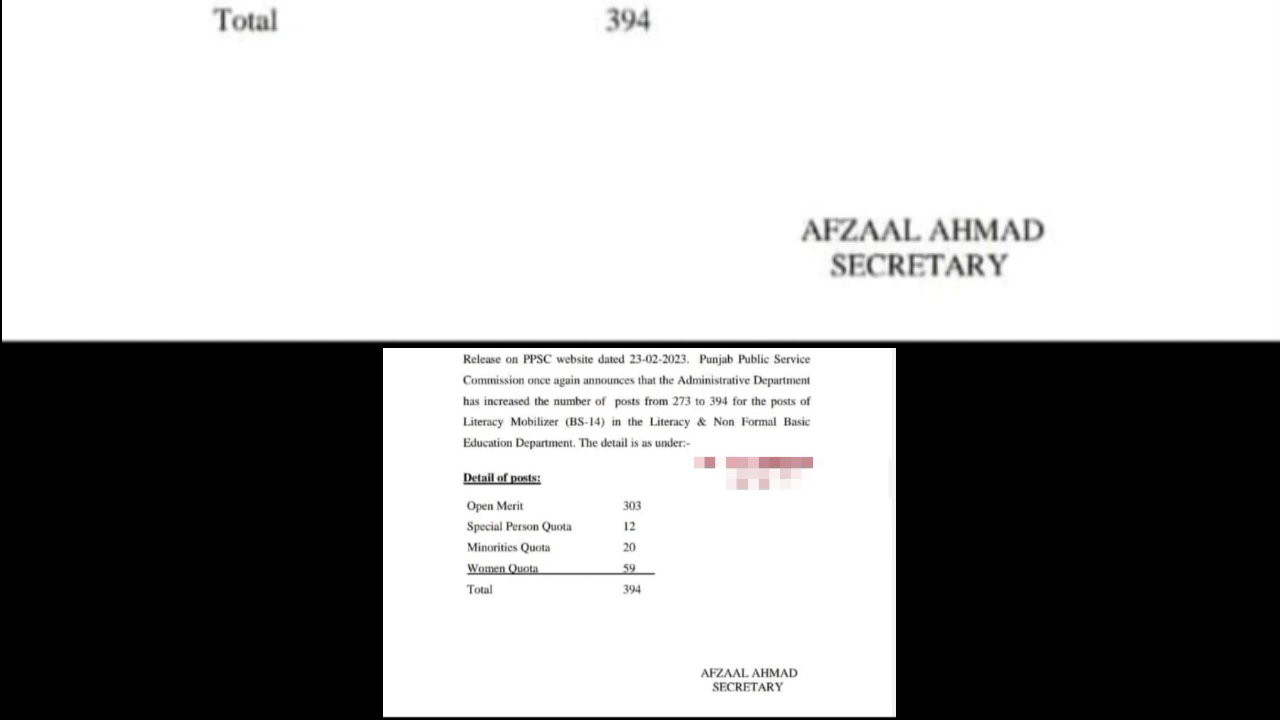 Total 394
AFZAAL AHMAD
SECRETARY
Release on PPSC website dated 23-02-2023. Punjab Public Service
Commission once again announces that the Administrative Department
has increased the number of posts from 273 to 394 for the posts of
Literacy Mobilizer (BS-14) in the Literacy & Non Formal Basic
Education Department. The detail is as under:-
Detail of posts:
Open Merit 303
Special Person Quota 12
Minorities Quota 20
Women Quota 59
Total 394
AFZAAL AHMAD
SECRETARY